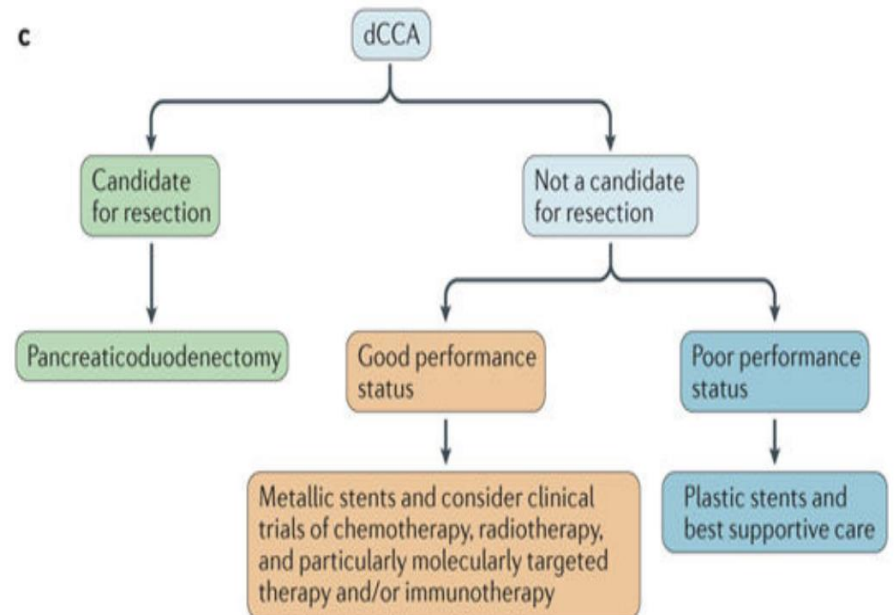 c
dCCA
Candidate
for resection
Not a candidate
for resection
Pancreaticoduodenectomy
Good performance
status
Poor performance
status
Metallic stents and consider clinical
trials of chemotherapy, radiotherapy,
and particularly molecularly targeted
therapy and/or immunotherapy
Plastic stents and
best supportive care